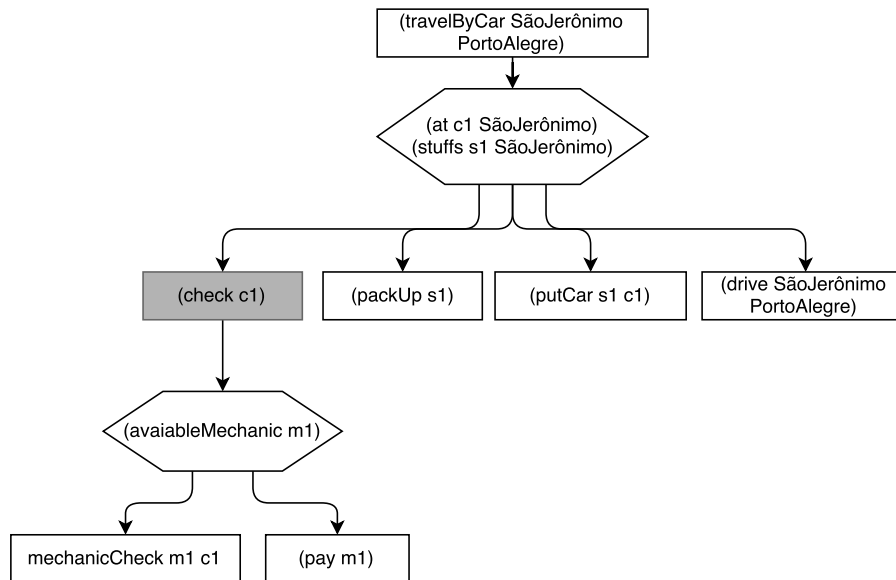 (travelByCar SãoJerônimo
PortoAlegre)
(at c1 SãoJerônimo)
(stuffs s1 SãoJerônimo)
(check c1)
(packUp s1)
(putCar s1 c1)
(drive SãoJerônimo
PortoAlegre)
(avaiableMechanic m1)
mechanicCheck m1 c1
(pay m1)